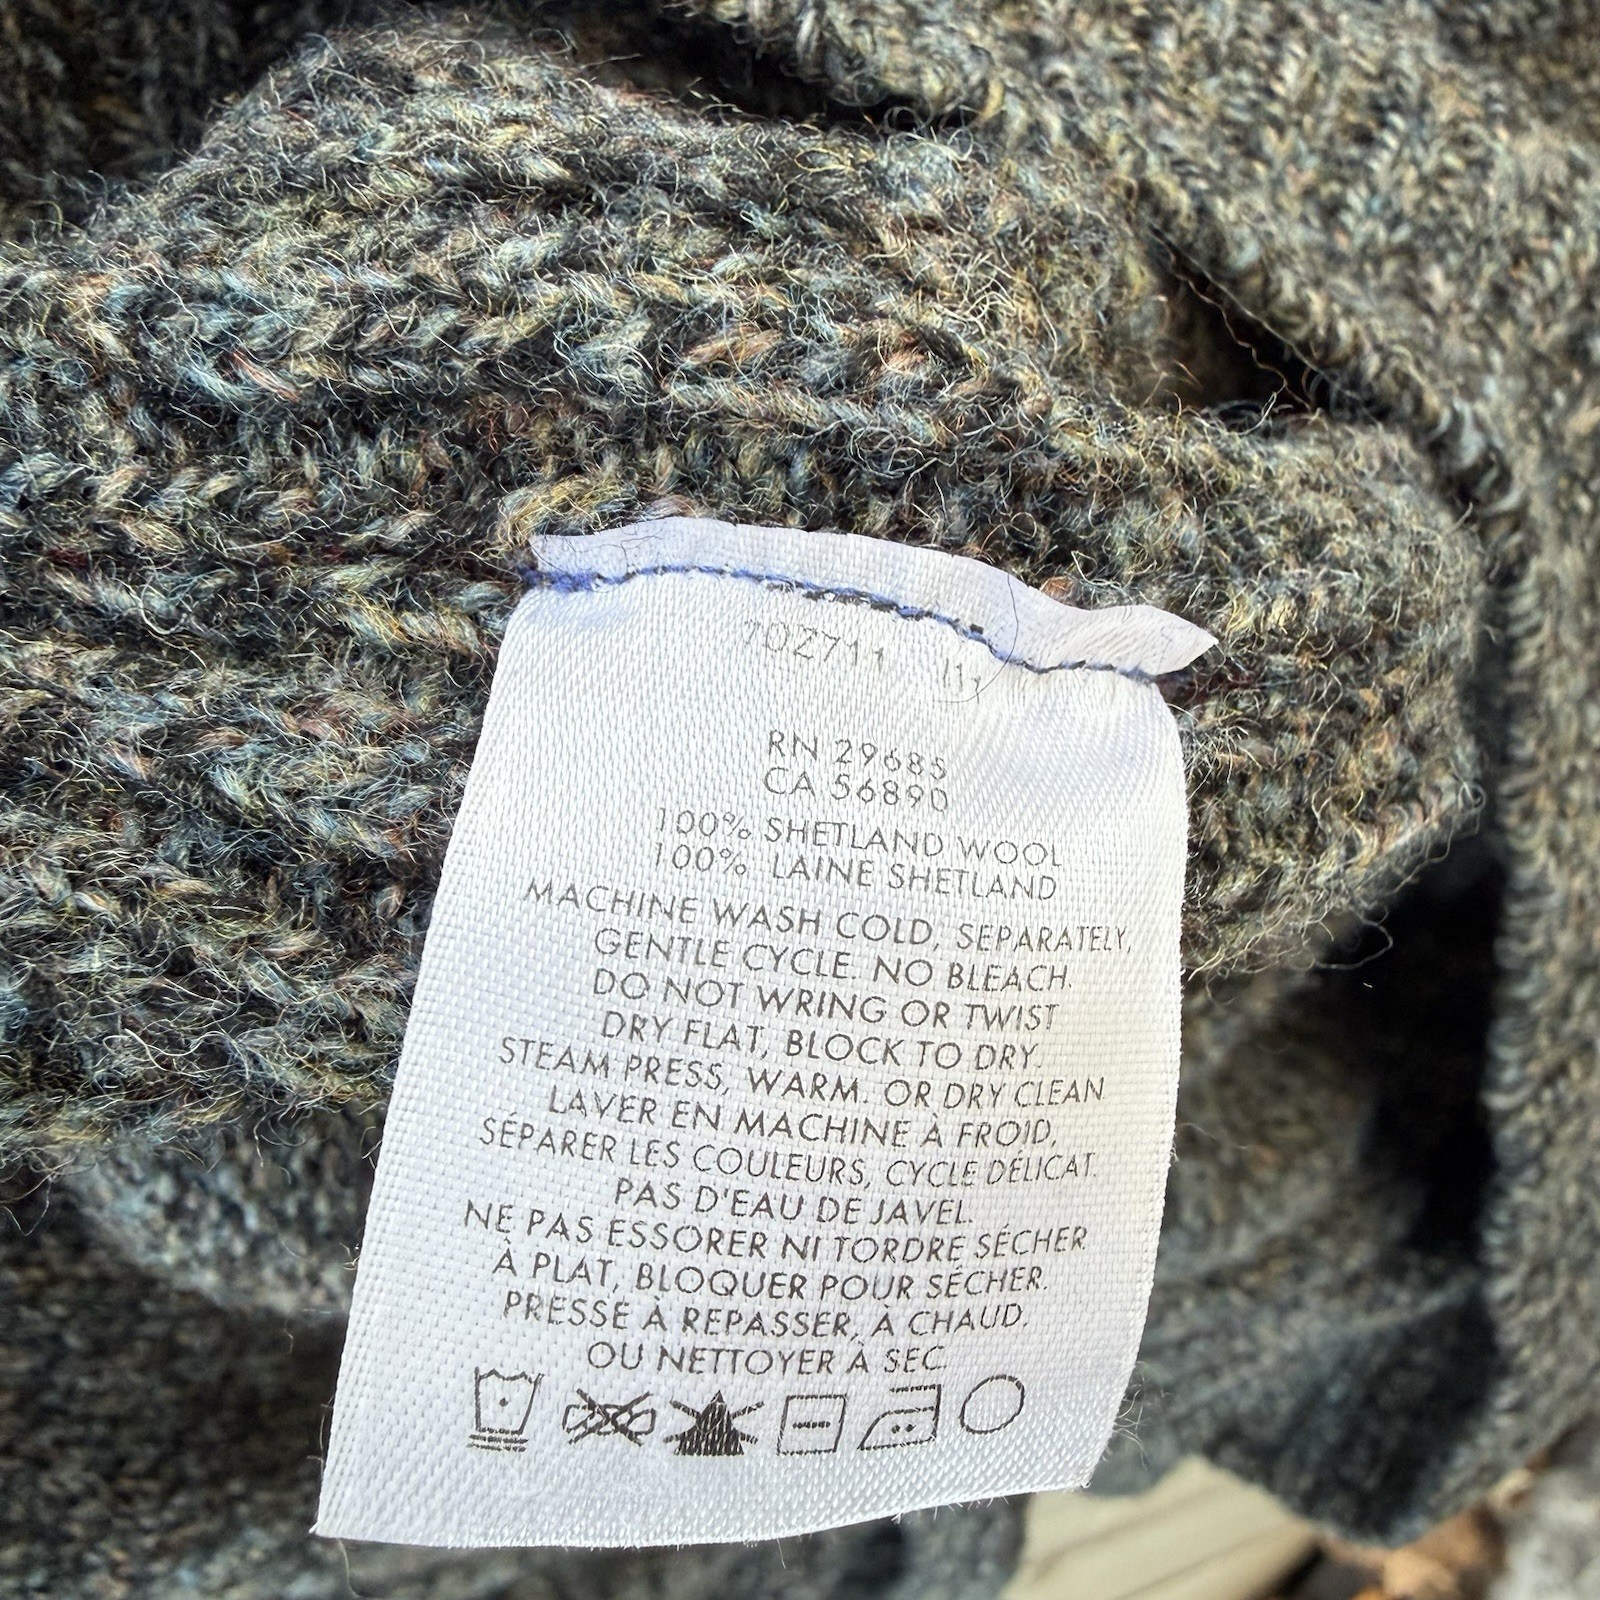 702711
RN 29685
CA 56890
100% SHETLAND WOOL
100% LAINE SHETLAND
MACHINE WASH COLD, SEPARATELY,
GENTLE CYCLE. NO BLEACH.
DO NOT WRING OR TWIST
DRY FLAT, BLOCK TO DRY.
STEAM PRESS, WARM. OR DRY CLEAN
LAVER EN MACHINE À FROID,
SÉPARER LES COULEURS, CYCLE DÉLICAT.
PAS D'EAU DE JAVEL.
NE PAS ESSORER NI TORDRE SÉCHER
À PLAT, BLOQUER POUR SÉCHER.
PRESSE À REPASSER, À CHAUD,
OU NETTOYER À SEC.